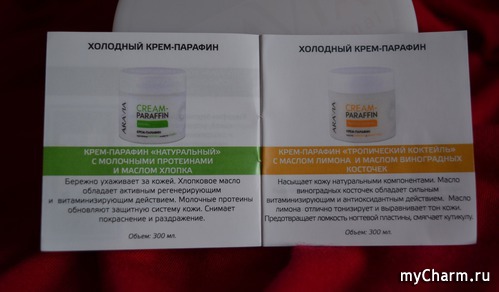 ХОЛОДНЫЙ КРЕМ-ПАРАФИН
ARAVIA
CREAM-
PARAFFIN
КРЕМ-ПАРАФИН «НАТУРАЛЬНЫЙ»
С МОЛОЧНЫМИ ПРОТЕИНАМИ
И МАСЛОМ ХЛОПКА
Бережно ухаживает за кожей. Хлопковое масло
обладает активным регенерирующим
и витаминизирующим действием. Молочные протеины
обновляют защитную систему кожи. Снимает
покраснение и раздражение.
Объем: 300 мл.
ХОЛОДНЫЙ КРЕМ-ПАРАФИН
ARAVIA
CREAM-
PARAFFIN
КРЕМ-ПАРАФИН «ТРОПИЧЕСКИЙ КОКТЕЙЛЬ»
С МАСЛОМ ЛИМОНА И МАСЛОМ ВИНОГРАДНЫХ
КОСТОЧЕК
Насыщает кожу натуральными компонентами. Масло
виноградных косточек обладает сильным
витаминизирующим и антиоксидантным действием. Масло
лимона отлично тонизирует и выравнивает тон кожи.
Предотвращает ломкость ногтевой пластины, смягчает кутикулу.
Объем: 300 мл.
myCharm.ru